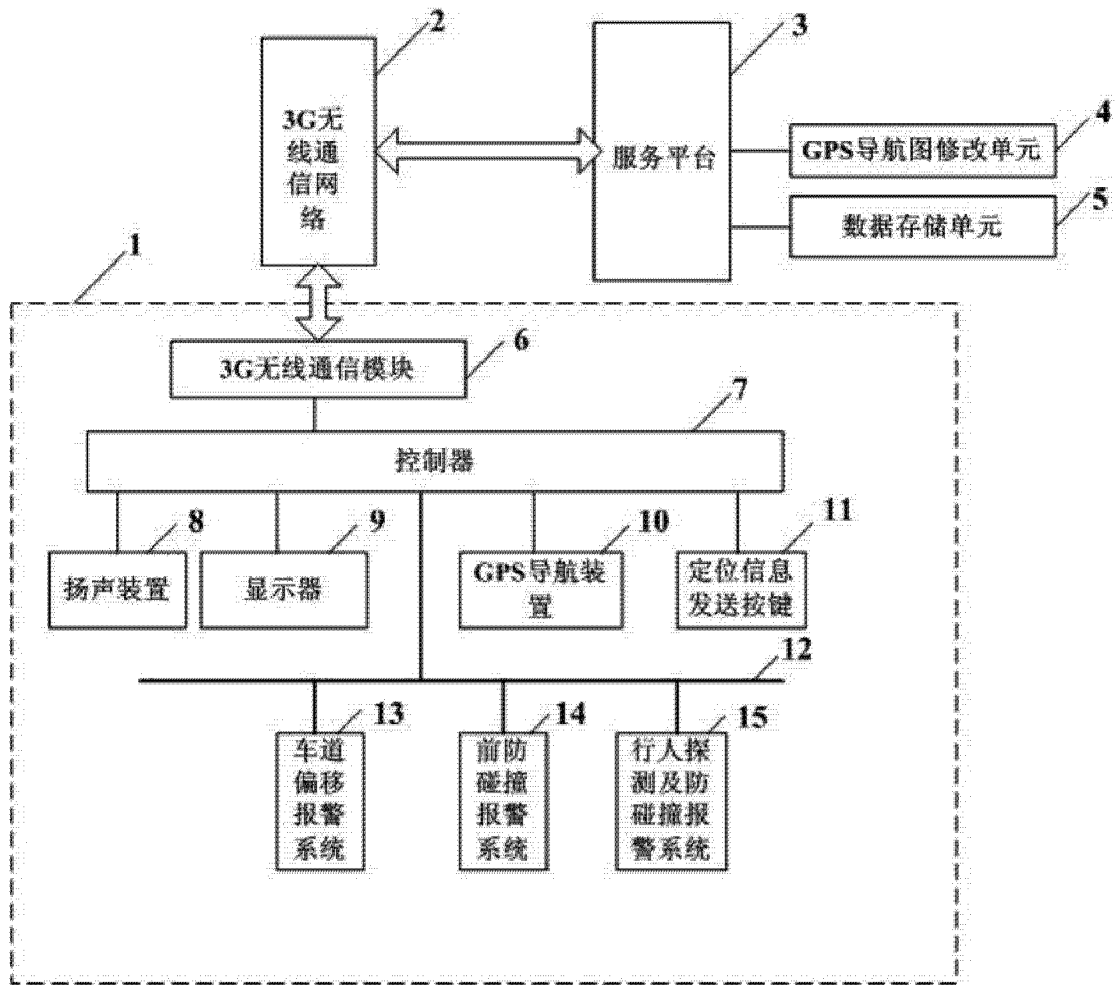 2
3
3G无
线通
信网
络
服务平台
4
GPS导航图修改单元
5
数据存储单元
1
6
3G无线通信模块
7
控制器
8
9
10
11
扬声装置
显示器
GPS导航装
置
定位信息
发送按键
12
13
14
15
车道
偏移
报警
系统
前防
碰撞
报警
系统
行人探
测及防
碰撞报
警系统